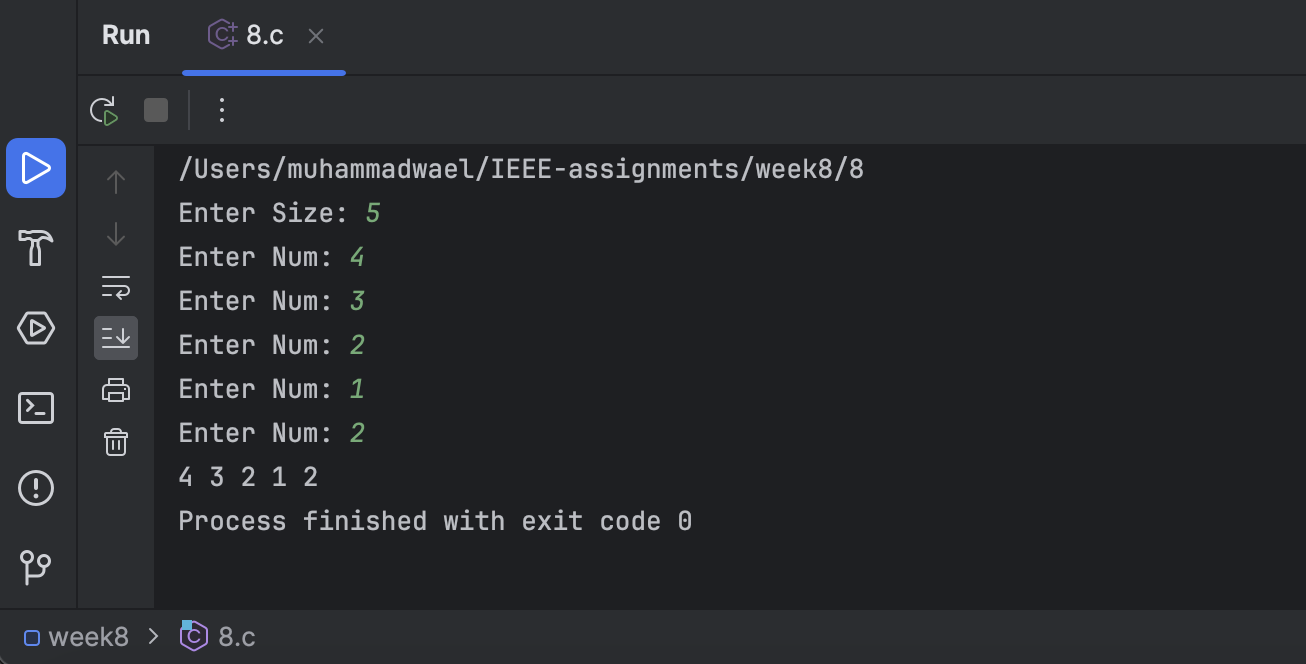 Run 8.c
/Users/muhammadwael/IEEE-assignments/week8/8
Enter Size: 5
Enter Num: 4
Enter Num: 3
Enter Num: 2
Enter Num: 1
Enter Num: 2
4 3 2 1 2
Process finished with exit code 0
week8 > 8.c